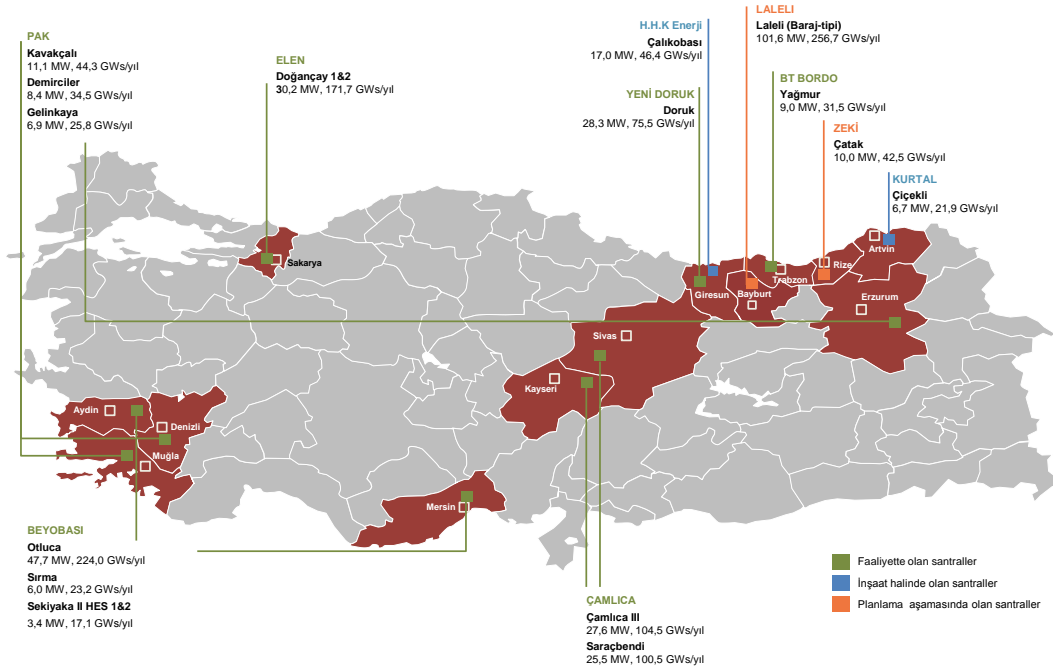 PAK
Kavakçalı
11,1 MW, 44,3 GWs/yıl
Demirciler
8,4 MW, 34,5 GWs/yıl
Gelinkaya
6,9 MW, 25,8 GWs/yıl
ELEN
Doğançay 1&2
30,2 MW, 171,7 GWs/yıl
H.H.K Enerji
Çalıkobası
17,0 MW, 46,4 GWs/yıl
LALELI
Laleli (Baraj-tipi)
101,6 MW, 256,7 GWs/yıl
YENİ DORUK
Doruk
28,3 MW, 75,5 GWs/yıl
BT BORDO
Yağmur
9,0 MW, 31,5 GWs/yıl
ZEKİ
Çatak
10,0 MW, 42,5 GWs/yıl
KURTAL
Çiçekli
6,7 MW, 21,9 GWs/yıl
Sakarya
Artvin
Rize
Trabzon
Giresun
Bayburt
Erzurum
Sivas
Kayseri
Aydin
Denizli
Muğla
Mersin
BEYOBASI
Otluca
47,7 MW, 224,0 GWs/yıl
Sırma
6,0 MW, 23,2 GWs/yıl
Sekiyaka II HES 1&2
3,4 MW, 17,1 GWs/yıl
ÇAMLICA
Çamlıca III
27,6 MW, 104,5 GWs/yıl
Saraçbendi
25,5 MW, 100,5 GWs/yıl
Faaliyette olan santraller
İnşaat halinde olan santraller
Planlama aşamasında olan santraller